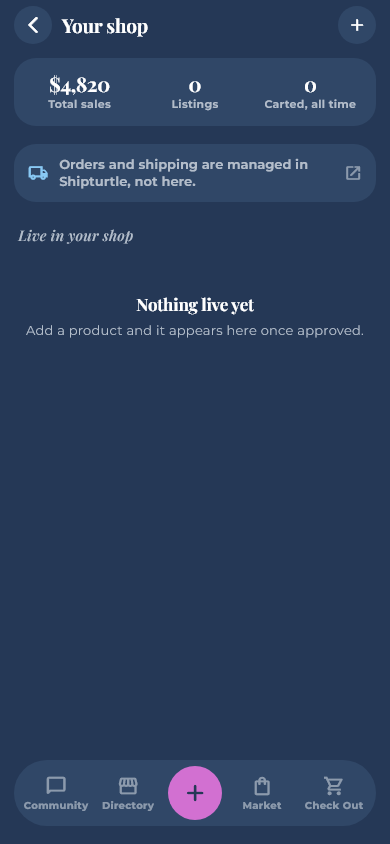 Your shop
$4,820
Total sales
0
Listings
0
Carted, all time
Orders and shipping are managed in
Shipturtle, not here.
Live in your shop
Nothing live yet
Add a product and it appears here once approved.
Community
Directory
Market
Check Out